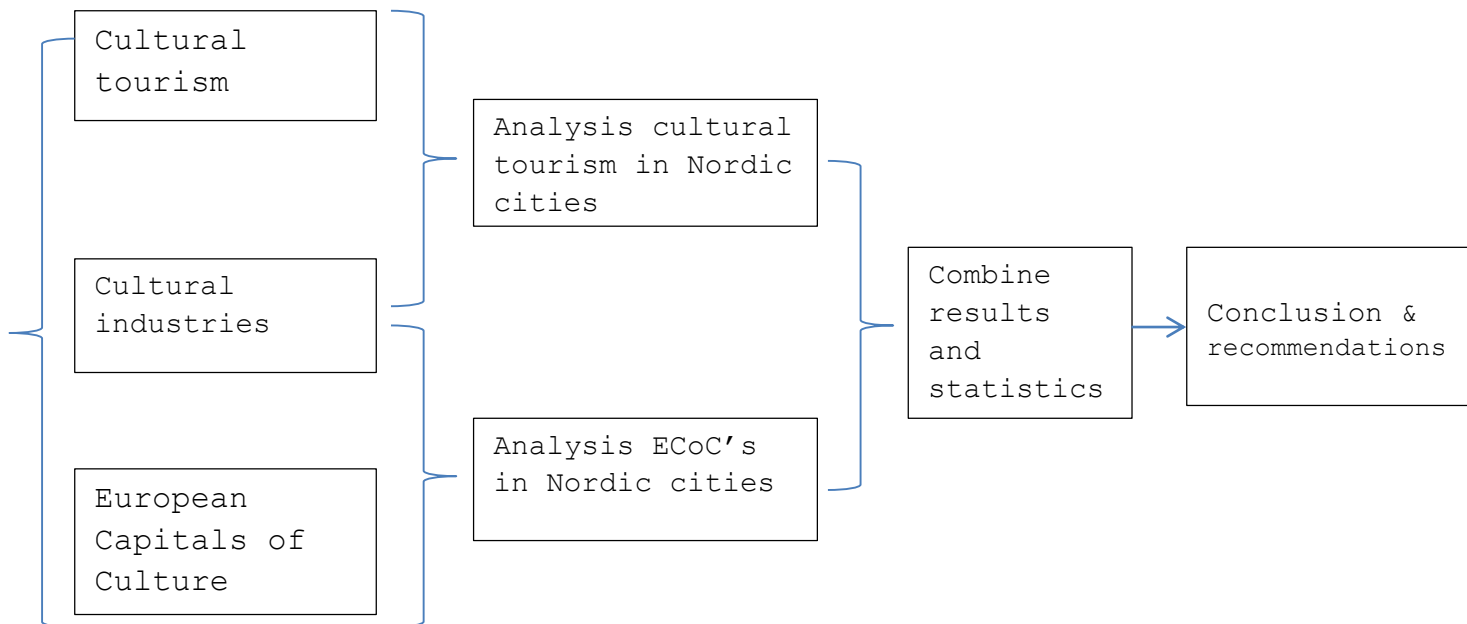 Cultural
tourism
Cultural
industries
European
Capitals of
Culture
Analysis cultural
tourism in Nordic
cities
Analysis ECoC’s
in Nordic cities
Combine
results
and
statistics
Conclusion &
recommendations